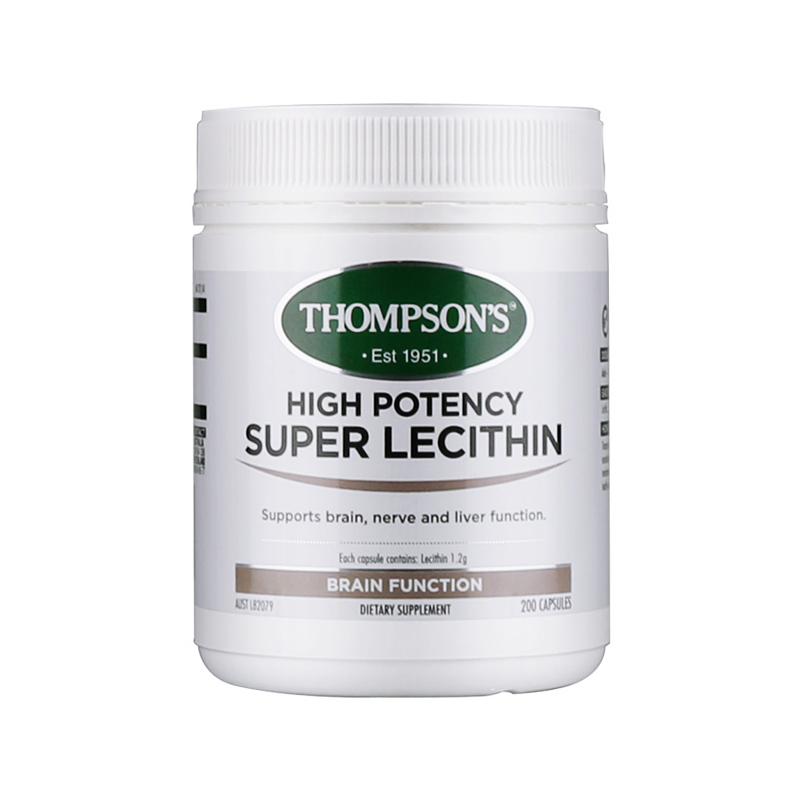 THOMPSON'S™
• Est 1951 •
HIGH POTENCY
SUPER LECITHIN
Supports brain, nerve and liver function.
Each capsule contains: Lecithin 1.2g
BRAIN FUNCTION
AUST L82079
DIETARY SUPPLEMENT
200 CAPSULES